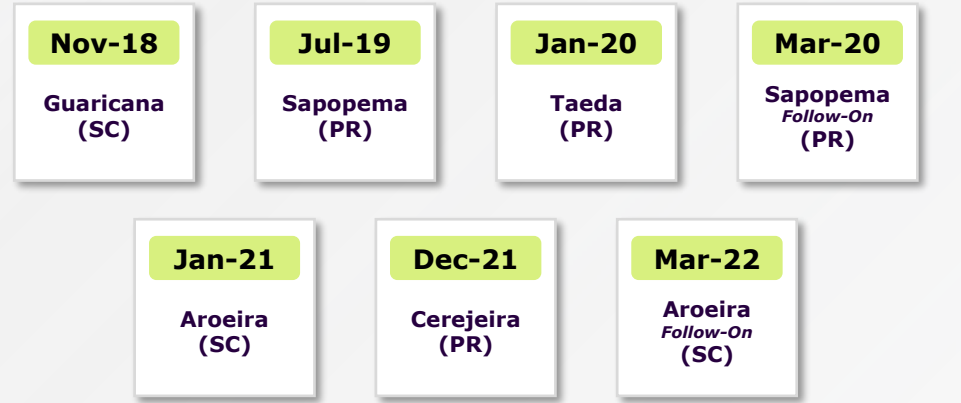 Nov-18
Guaricana
(SC)
Jul-19
Sapopema
(PR)
Jan-20
Taeda
(PR)
Mar-20
Sapopema
Follow-On
(PR)
Jan-21
Aroeira
(SC)
Dec-21
Cerejeira
(PR)
Mar-22
Aroeira
Follow-On
(SC)